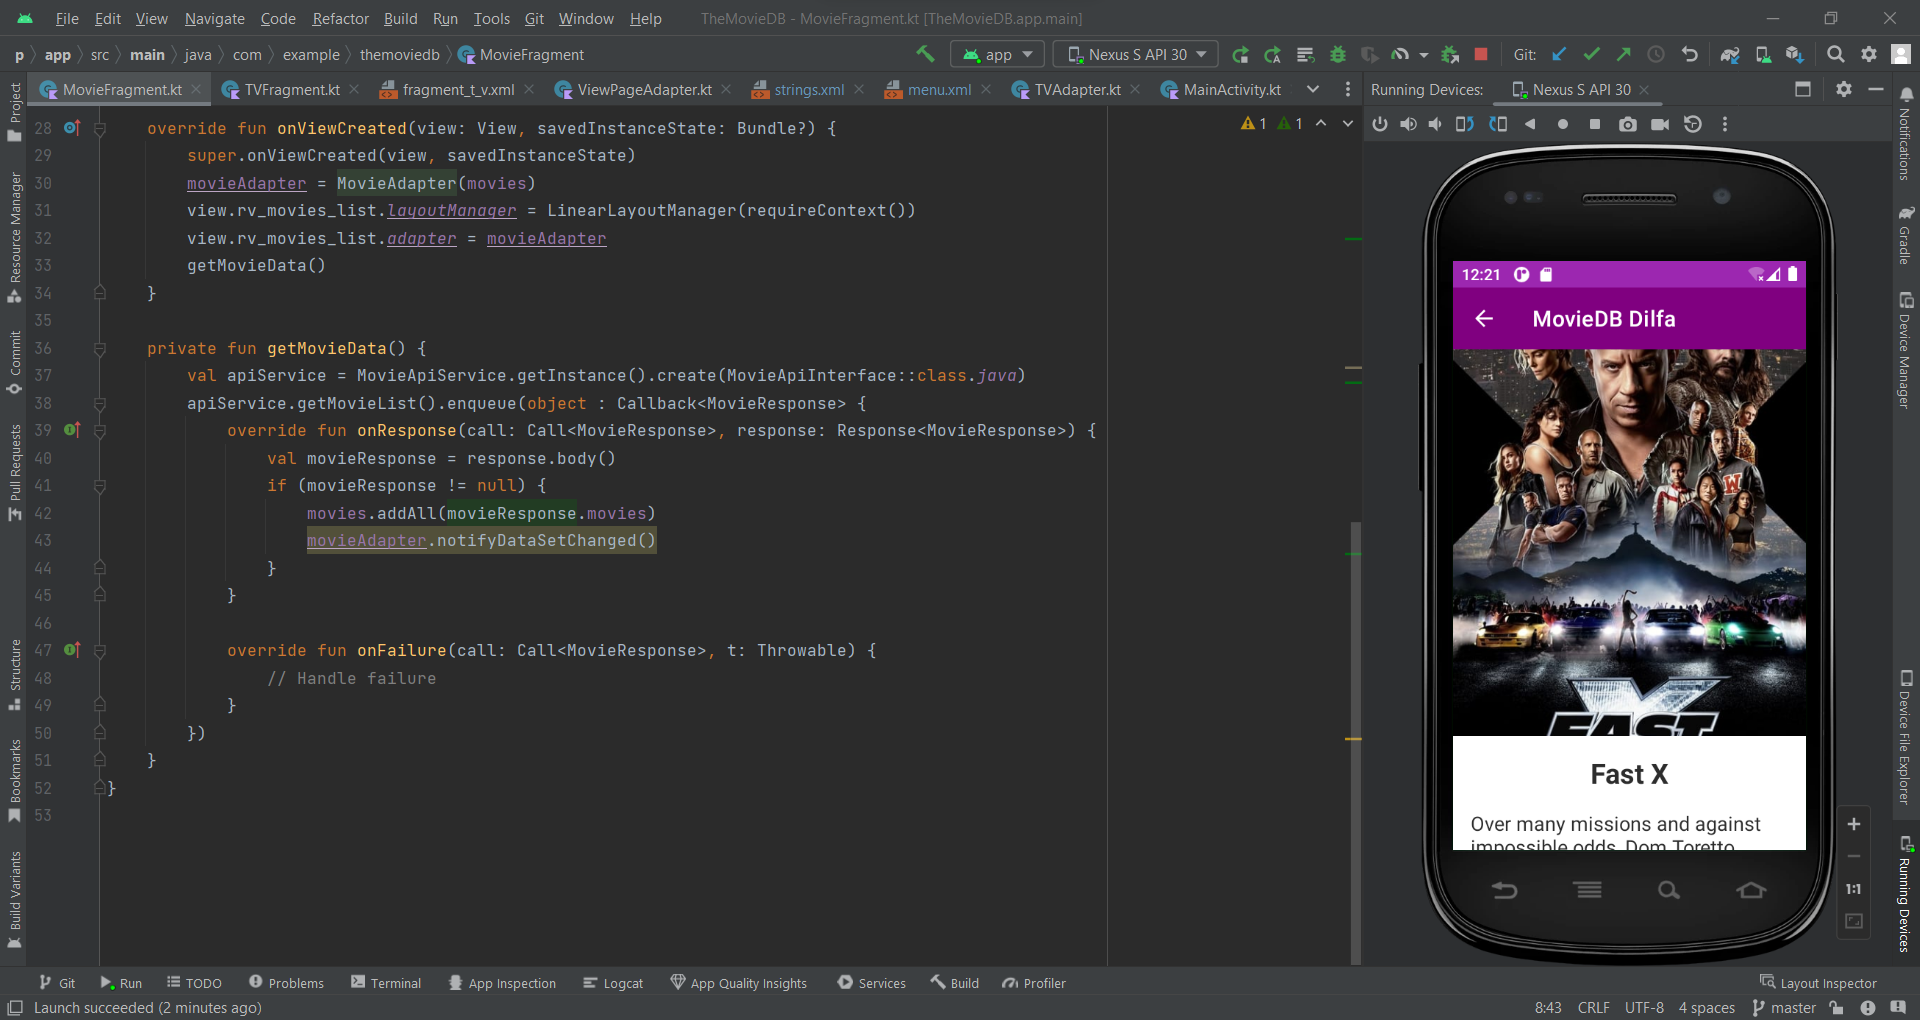 File Edit View Navigate Code Refactor Build Run Tools Git Window Help TheMovieDB - MovieFragment.kt [TheMovieDB.app.main]
p app src main java com example themoviedb MovieFragment app Nexus S API 30 Git:
MovieFragment.kt TVFragment.kt fragment_t_v.xml ViewPageAdapter.kt strings.xml menu.xml TVAdapter.kt MainActivity.kt Running Devices: Nexus S API 30
1 1
28 override fun onViewCreated(view: View, savedInstanceState: Bundle?) {
29 super.onViewCreated(view, savedInstanceState)
30 movieAdapter = MovieAdapter(movies)
31 view.rv_movies_list.layoutManager = LinearLayoutManager(requireContext())
32 view.rv_movies_list.adapter = movieAdapter
33 getMovieData()
34 }
35
36 private fun getMovieData() {
37 val apiService = MovieApiService.getInstance().create(MovieApiInterface::class.java)
38 apiService.getMovieList().enqueue(object : Callback<MovieResponse> {
39 override fun onResponse(call: Call<MovieResponse>, response: Response<MovieResponse>) {
40 val movieResponse = response.body()
41 if (movieResponse != null) {
42 movies.addAll(movieResponse.movies)
43 movieAdapter.notifyDataSetChanged()
44 }
45 }
46
47 override fun onFailure(call: Call<MovieResponse>, t: Throwable) {
48 // Handle failure
49 }
50 })
51 }
52 }
53
Project
Resource Manager
Commit
Pull Requests
Structure
Bookmarks
Build Variants
12:21
MovieDB Dilfa
FAST
Fast X
Over many missions and against
impossible odds, Dom Toretto
1:1
Notifications
Gradle
Device Manager
Device File Explorer
Running Devices
Git Run TODO Problems Terminal App Inspection Logcat App Quality Insights Services Build Profiler Layout Inspector
Launch succeeded (2 minutes ago) 8:43 CRLF UTF-8 4 spaces master